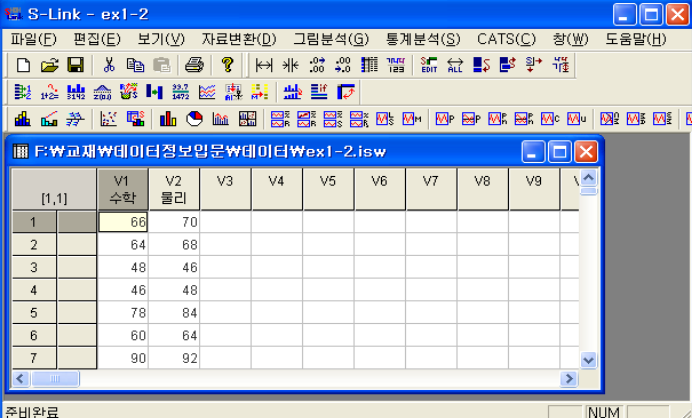 S-Link - ex1-2
파일(F) 편집(E) 보기(V) 자료변환(D) 그림분석(G) 통계분석(S) CATS(C) 창(W) 도움말(H)
F:₩교재₩데이터정보입문₩데이터₩ex1-2.isw
[1,1] V1 수학 V2 물리 V3 V4 V5 V6 V7 V8 V9
1 66 70
2 64 68
3 48 46
4 46 48
5 78 84
6 60 64
7 90 92
준비완료 NUM